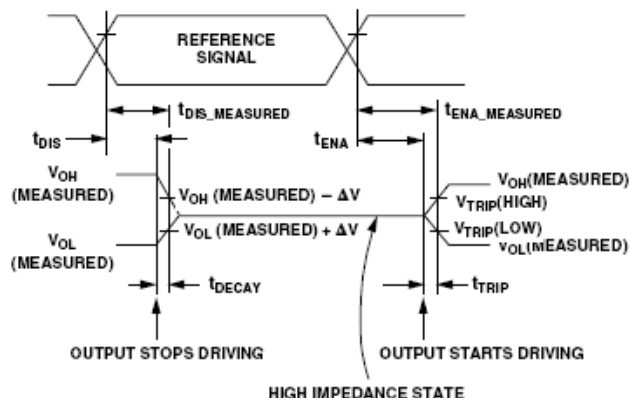 REFERENCE
SIGNAL
tDIS_MEASURED
tENA_MEASURED
tDIS
tENA
VOH
(MEASURED)
VOH (MEASURED) – ΔV
VOH(MEASURED)
VTRIP(HIGH)
VOL
(MEASURED)
VOL (MEASURED) + ΔV
VTRIP(LOW)
VOL(MEASURED)
tDECAY
tTRIP
OUTPUT STOPS DRIVING
OUTPUT STARTS DRIVING
HIGH IMPEDANCE STATE